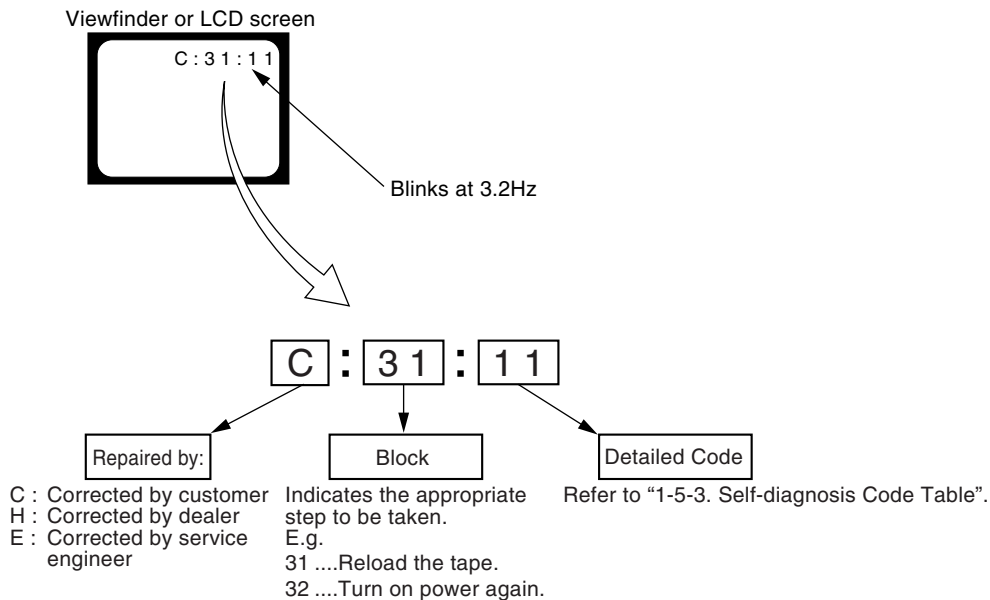 Viewfinder or LCD screen
C : 3 1 : 1 1
Blinks at 3.2Hz
C : 3 1 : 1 1
Repaired by:
C : Corrected by customer
H : Corrected by dealer
E : Corrected by service
engineer
Block
Indicates the appropriate
step to be taken.
E.g.
31 ....Reload the tape.
32 ....Turn on power again.
Detailed Code
Refer to “1-5-3. Self-diagnosis Code Table”.